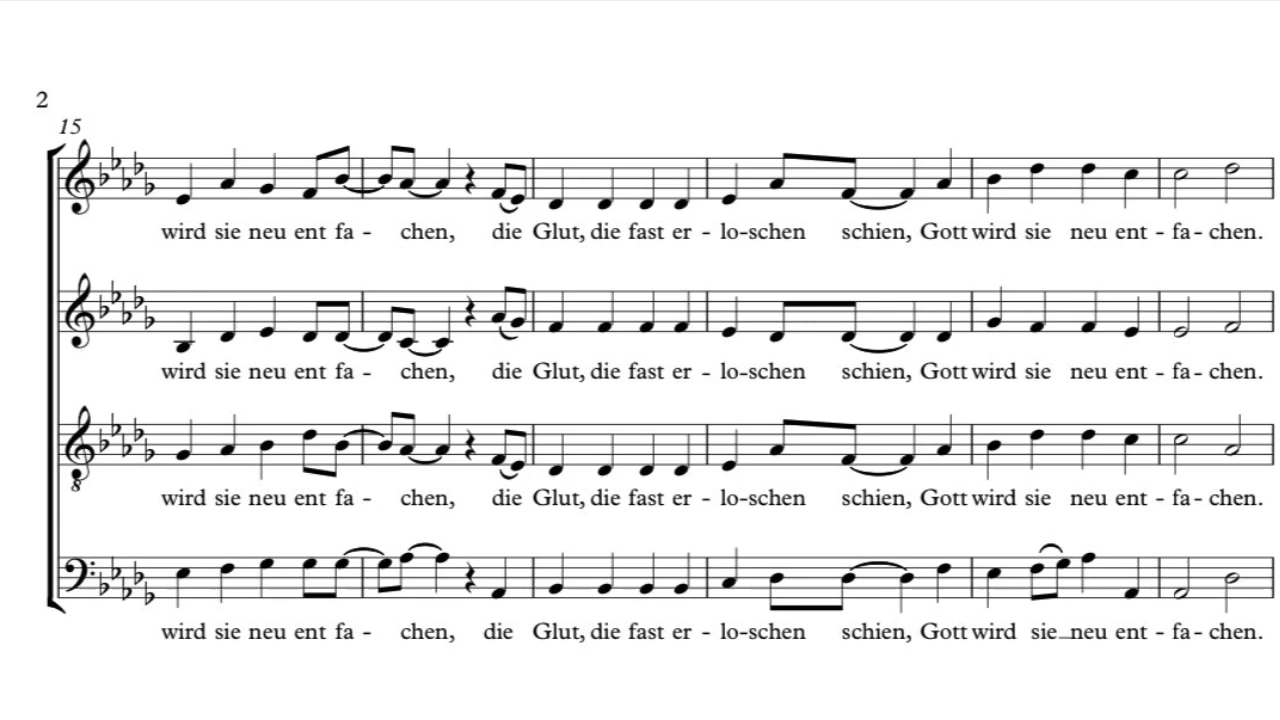 2
15
wird sie neu ent fa - chen, die Glut, die fast er - lo-schen schien, Gott wird sie neu ent - fa - chen.
wird sie neu ent fa - chen, die Glut, die fast er - lo-schen schien, Gott wird sie neu ent - fa - chen.
8
wird sie neu ent fa - chen, die Glut, die fast er - lo-schen schien, Gott wird sie neu ent - fa - chen.
wird sie neu ent fa - chen, die Glut, die fast er - lo-schen schien, Gott wird sie_neu ent - fa - chen.